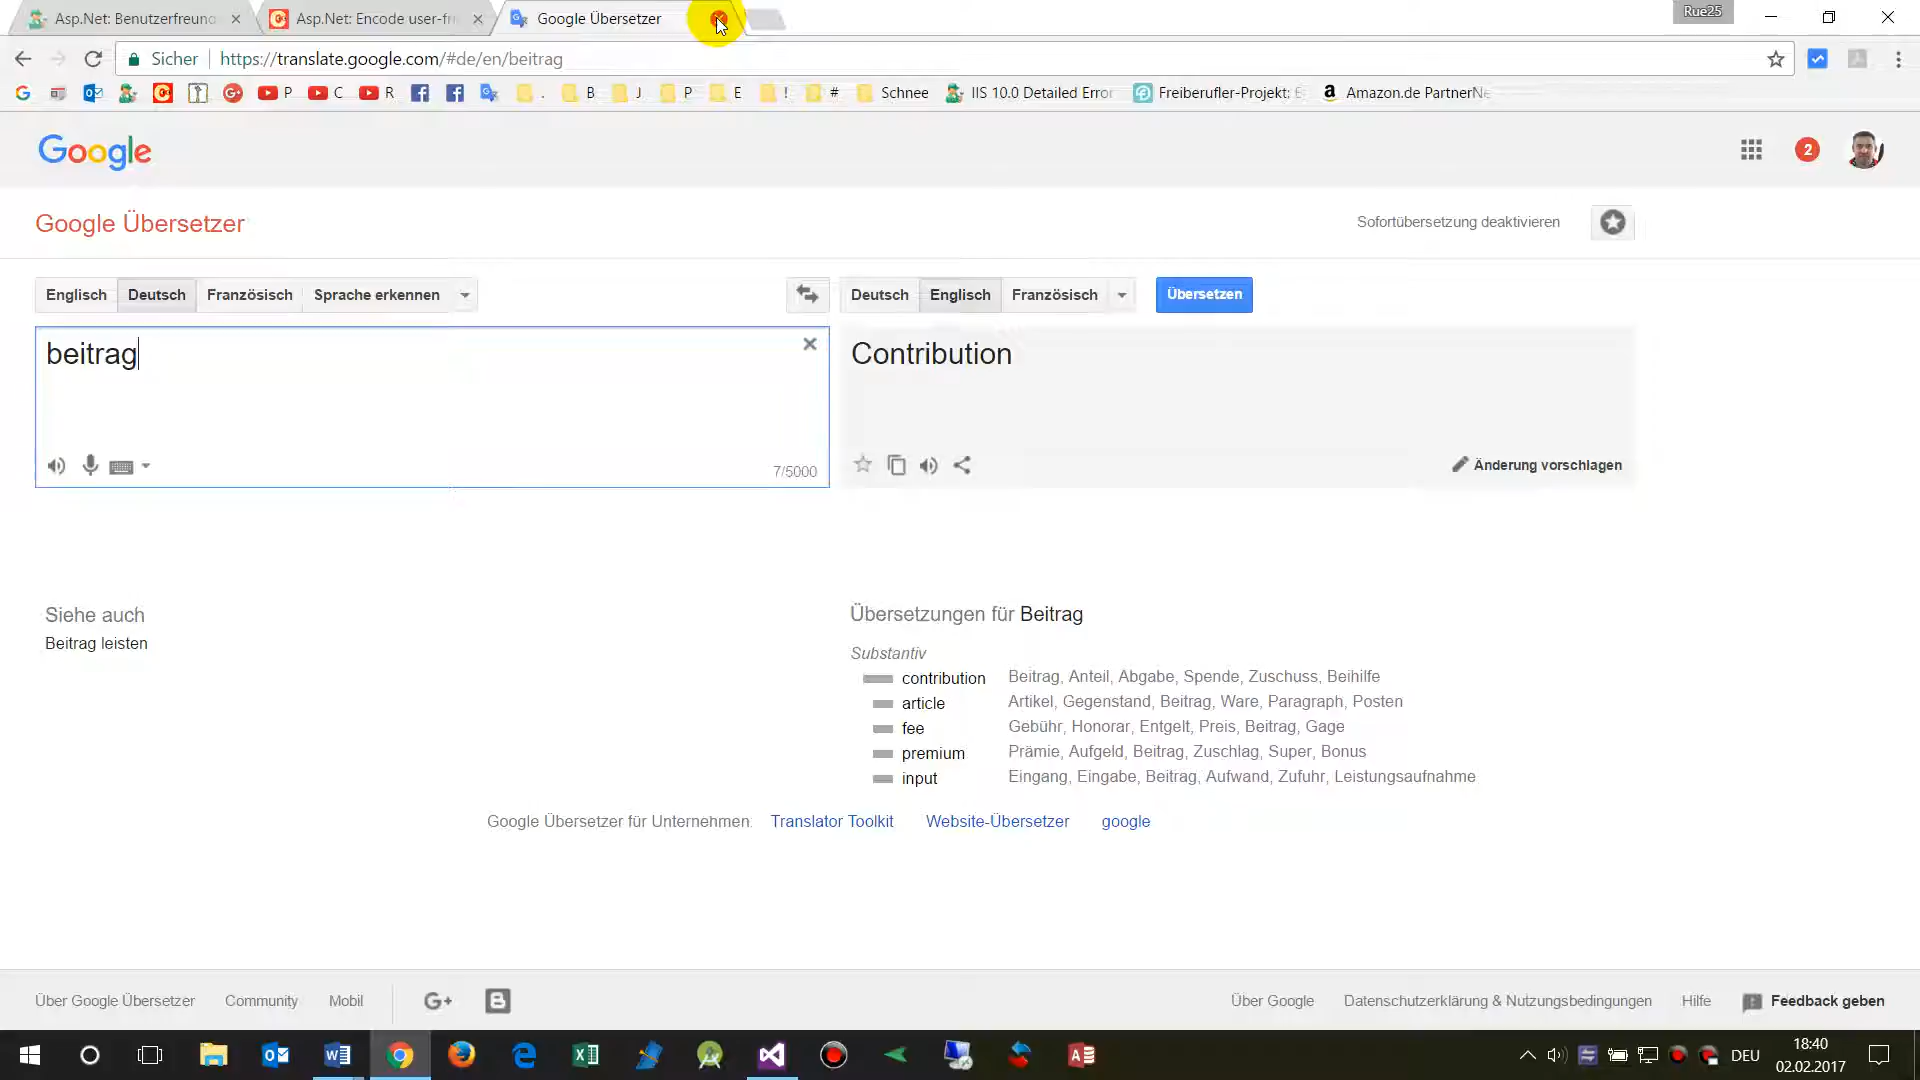 Asp.Net: Benutzerfreund
Asp.Net: Encode user-fri
Google Übersetzer
Rue25
Sicher
https://translate.google.com/#de/en/beitrag
P
C
R
.
B
J
P
E
!
#
Schnee
IIS 10.0 Detailed Error
Freiberufler-Projekt: E
Amazon.de PartnerNe
Google
2
Google Übersetzer
Sofortübersetzung deaktivieren
Englisch
Deutsch
Französisch
Sprache erkennen
Deutsch
Englisch
Französisch
Übersetzen
beitrag
Contribution
7/5000
Änderung vorschlagen
Siehe auch
Beitrag leisten
Übersetzungen für Beitrag
Substantiv
contribution Beitrag, Anteil, Abgabe, Spende, Zuschuss, Beihilfe
article Artikel, Gegenstand, Beitrag, Ware, Paragraph, Posten
fee Gebühr, Honorar, Entgelt, Preis, Beitrag, Gage
premium Prämie, Aufgeld, Beitrag, Zuschlag, Super, Bonus
input Eingang, Eingabe, Beitrag, Aufwand, Zufuhr, Leistungsaufnahme
Google Übersetzer für Unternehmen: Translator Toolkit Website-Übersetzer google
Über Google Übersetzer
Community
Mobil
G+
Über Google
Datenschutzerklärung & Nutzungsbedingungen
Hilfe
Feedback geben
DEU
18:40
02.02.2017